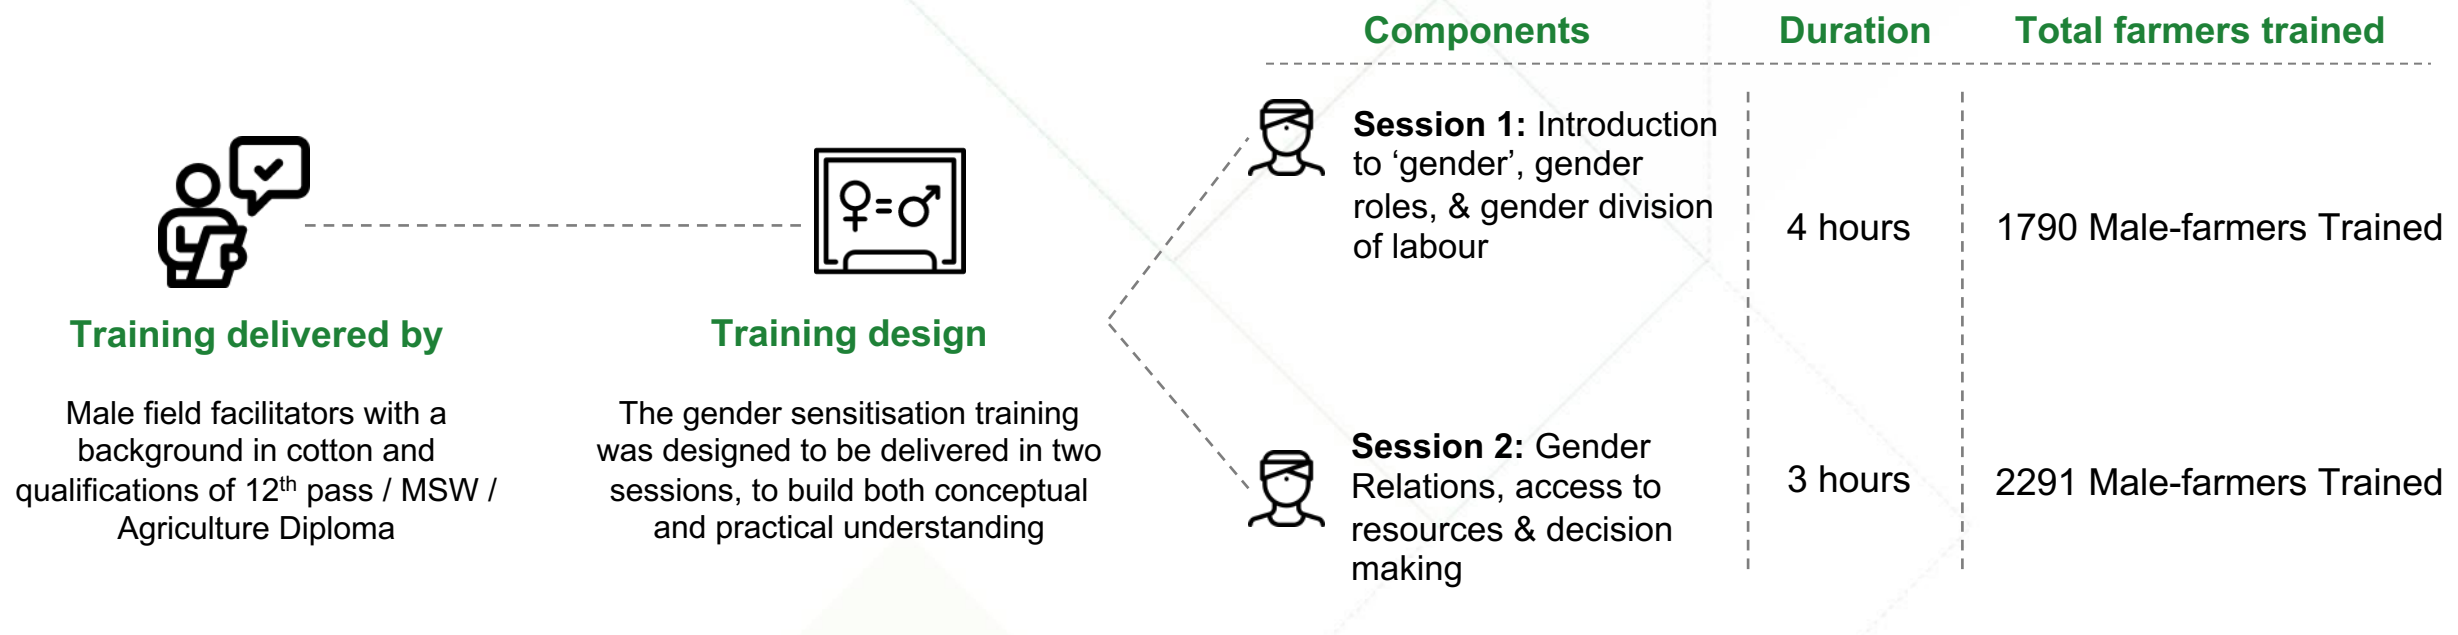 Components Duration Total farmers trained
Training delivered by
Male field facilitators with a
background in cotton and
qualifications of 12th pass / MSW /
Agriculture Diploma
Training design
The gender sensitisation training
was designed to be delivered in two
sessions, to build both conceptual
and practical understanding
Session 1: Introduction
to ‘gender’, gender
roles, & gender division
of labour
4 hours
1790 Male-farmers Trained
Session 2: Gender
Relations, access to
resources & decision
making
3 hours
2291 Male-farmers Trained